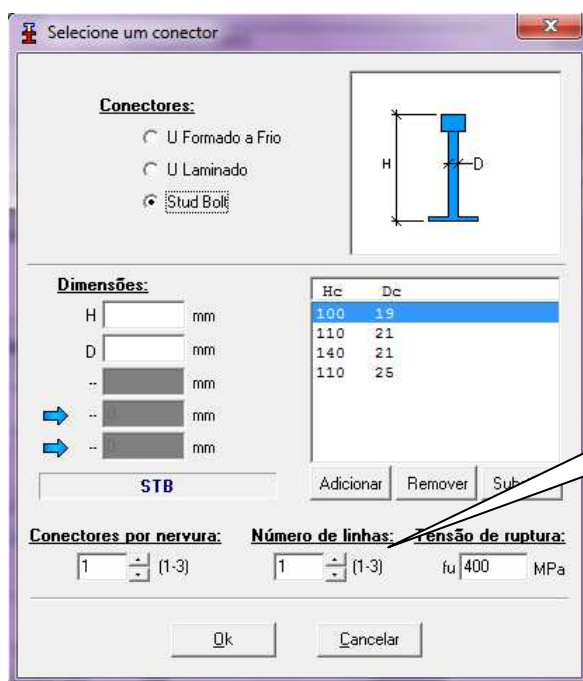 Selecione um conector
Conectores:
U Formado a Frio
U Laminado
Stud Bolt
H
D
Dimensões:
H mm
D mm
-- mm
-- 0 mm
-- 0 mm
STB
Hc Dc
100 19
110 21
140 21
110 25
Adicionar Remover
Conectores por nervura: Número de linhas: Tensão de ruptura:
1 (1-3) 1 (1-3) fu 400 MPa
Ok Cancelar